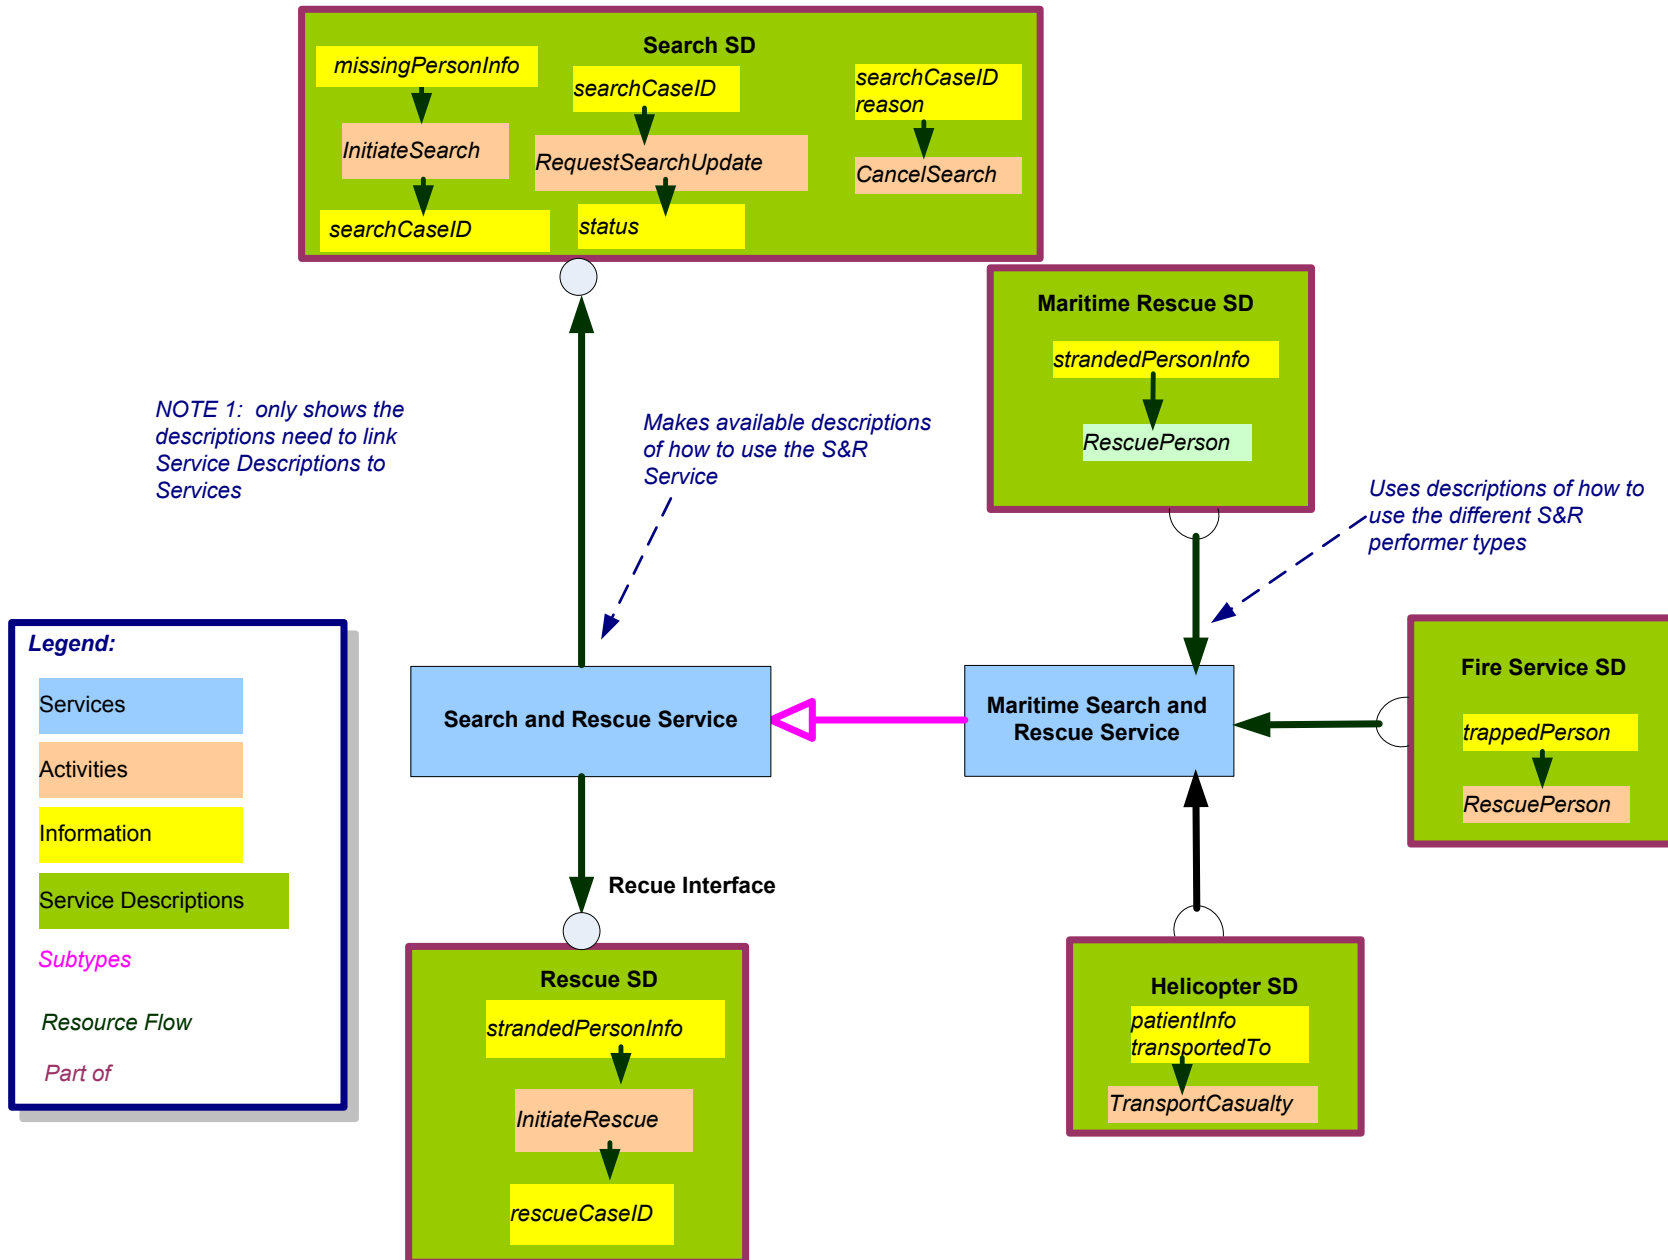 Search SD
missingPersonInfo
InitiateSearch
searchCaseID
searchCaseID
RequestSearchUpdate
status
searchCaseID
reason
CancelSearch
Maritime Rescue SD
strandedPersonInfo
RescuePerson
NOTE 1:  only shows the
descriptions need to link
Service Descriptions to
Services
Makes available descriptions
of how to use the S&R
Service
Uses descriptions of how to
use the different S&R
performer types
Legend:
Services
Activities
Information
Service Descriptions
Subtypes
Resource Flow
Part of
Search and Rescue Service
Maritime Search and
Rescue Service
Fire Service SD
trappedPerson
RescuePerson
Recue Interface
Rescue SD
strandedPersonInfo
InitiateRescue
rescueCaseID
Helicopter SD
patientInfo
transportedTo
TransportCasualty